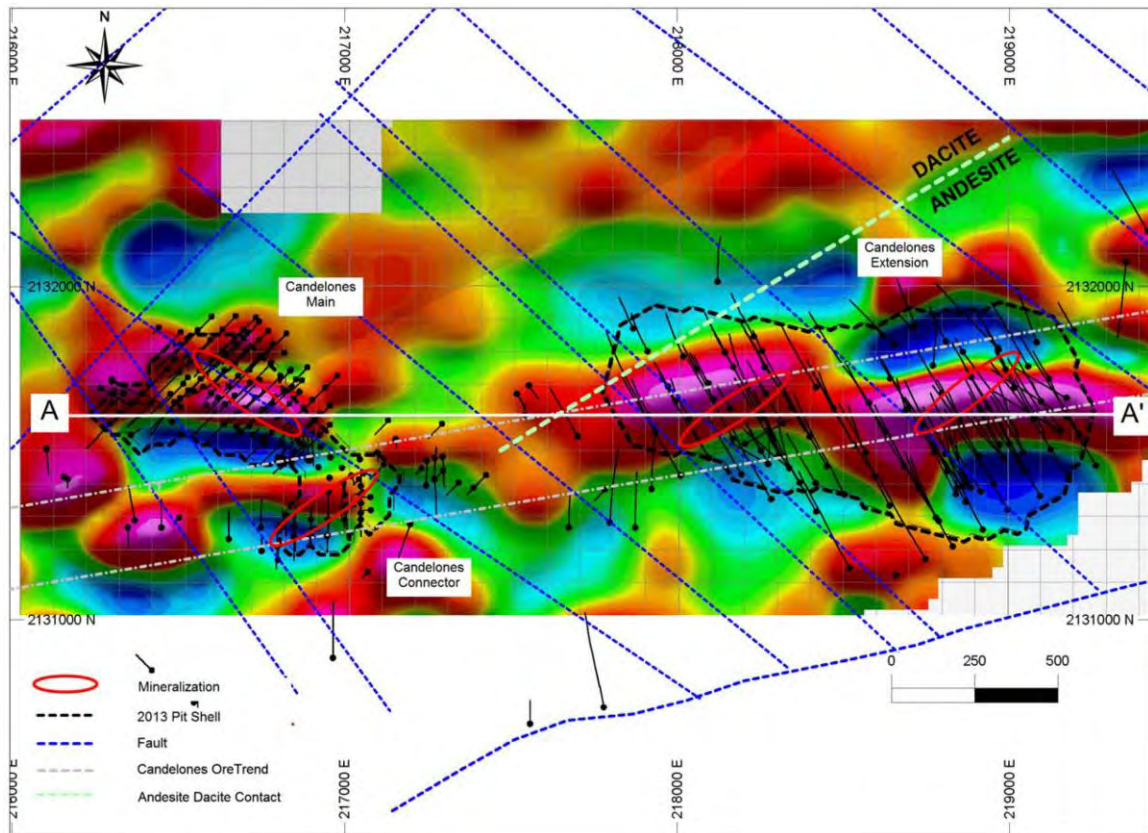 N
216000 E
217000 E
218000 E
219000 E
DACITE
ANDESITE
Candelones
Extension
Candelones
Main
2132000 N
2132000 N
A
A'
Candelones
Connector
2131000 N
2131000 N
0 250 500
Mineralization
2013 Pit Shell
Fault
Candelones OreTrend
Andesite Dacite Contact
216000 E
217000 E
218000 E
219000 E